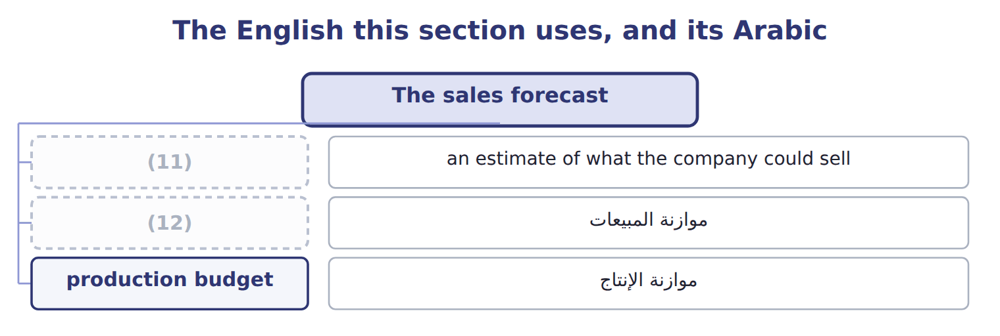 The English this section uses, and its Arabic
The sales forecast
(11)
an estimate of what the company could sell
(12)
موازنة المبيعات
production budget
موازنة الإنتاج